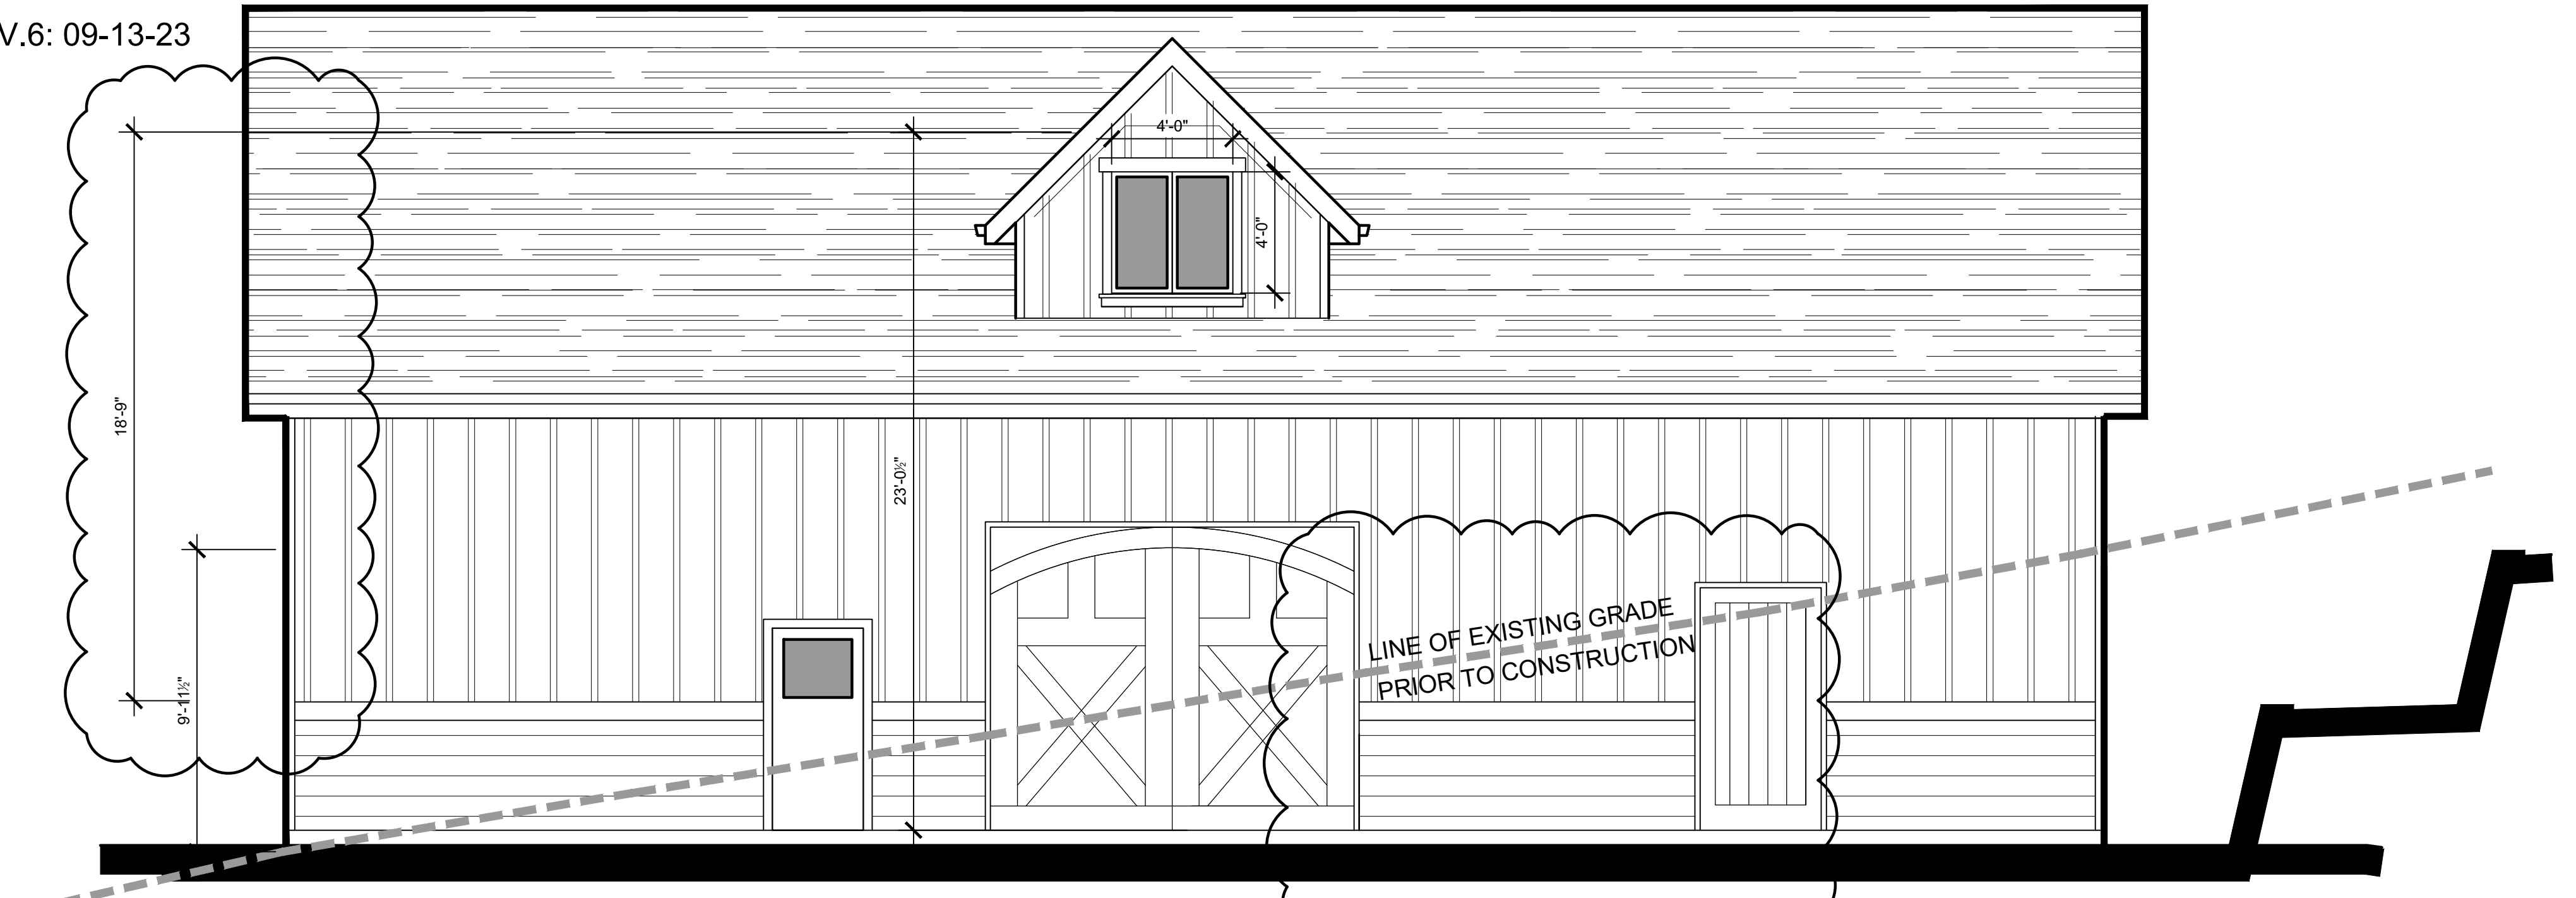 V.6: 09-13-23
4'-0"
4'-0"
18'-9"
23'-0½"
9'-11½"
LINE OF EXISTING GRADE
PRIOR TO CONSTRUCTION